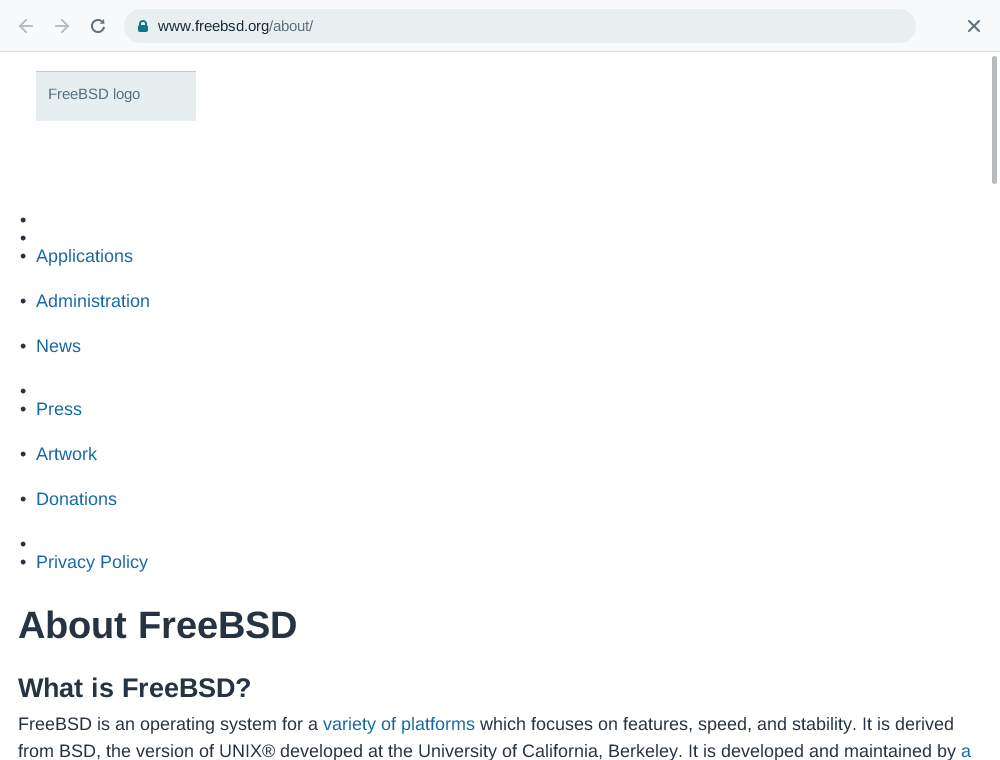 www.freebsd.org/about/
FreeBSD logo
Applications
Administration
News
Press
Artwork
Donations
Privacy Policy
About FreeBSD
What is FreeBSD?
FreeBSD is an operating system for a variety of platforms which focuses on features, speed, and stability. It is derived
from BSD, the version of UNIX® developed at the University of California, Berkeley. It is developed and maintained by a